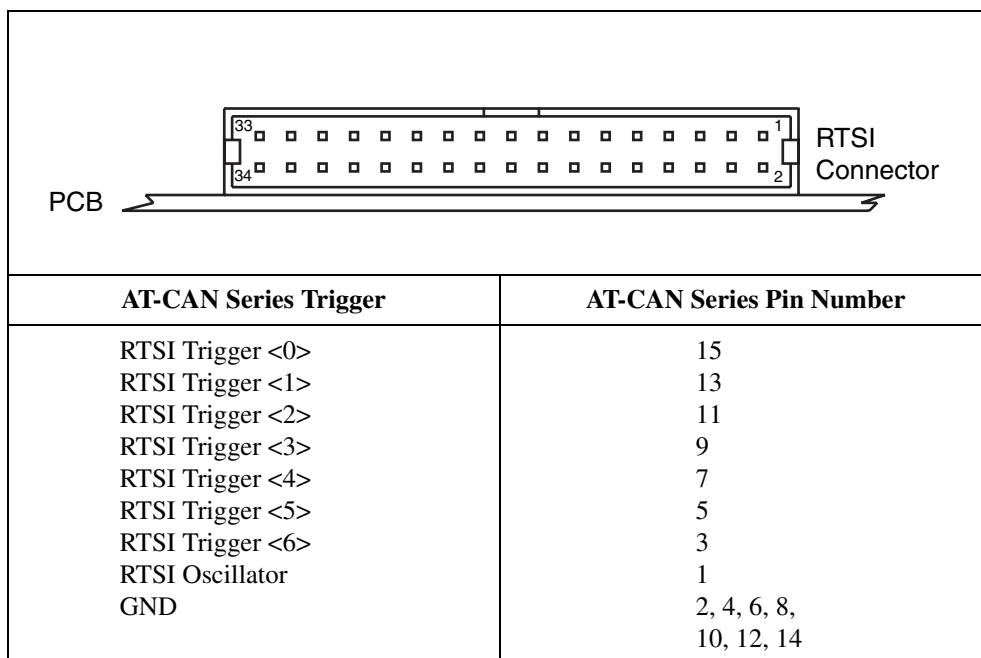 33
1
RTSI
Connector
34
2
PCB
AT-CAN Series Trigger AT-CAN Series Pin Number
RTSI Trigger <0> 15
RTSI Trigger <1> 13
RTSI Trigger <2> 11
RTSI Trigger <3> 9
RTSI Trigger <4> 7
RTSI Trigger <5> 5
RTSI Trigger <6> 3
RTSI Oscillator 1
GND 2, 4, 6, 8,
10, 12, 14